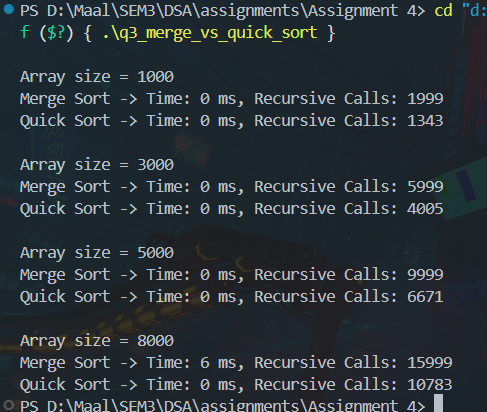 PS D:\Maal\SEM3\DSA\assignments\Assignment 4> cd "d:
f ($?) { .\q3_merge_vs_quick_sort }
Array size = 1000
Merge Sort -> Time: 0 ms, Recursive Calls: 1999
Quick Sort -> Time: 0 ms, Recursive Calls: 1343
Array size = 3000
Merge Sort -> Time: 0 ms, Recursive Calls: 5999
Quick Sort -> Time: 0 ms, Recursive Calls: 4005
Array size = 5000
Merge Sort -> Time: 0 ms, Recursive Calls: 9999
Quick Sort -> Time: 0 ms, Recursive Calls: 6671
Array size = 8000
Merge Sort -> Time: 6 ms, Recursive Calls: 15999
Quick Sort -> Time: 0 ms, Recursive Calls: 10783
PS D:\Maal\SEM3\DSA\assignments\Assignment 4>